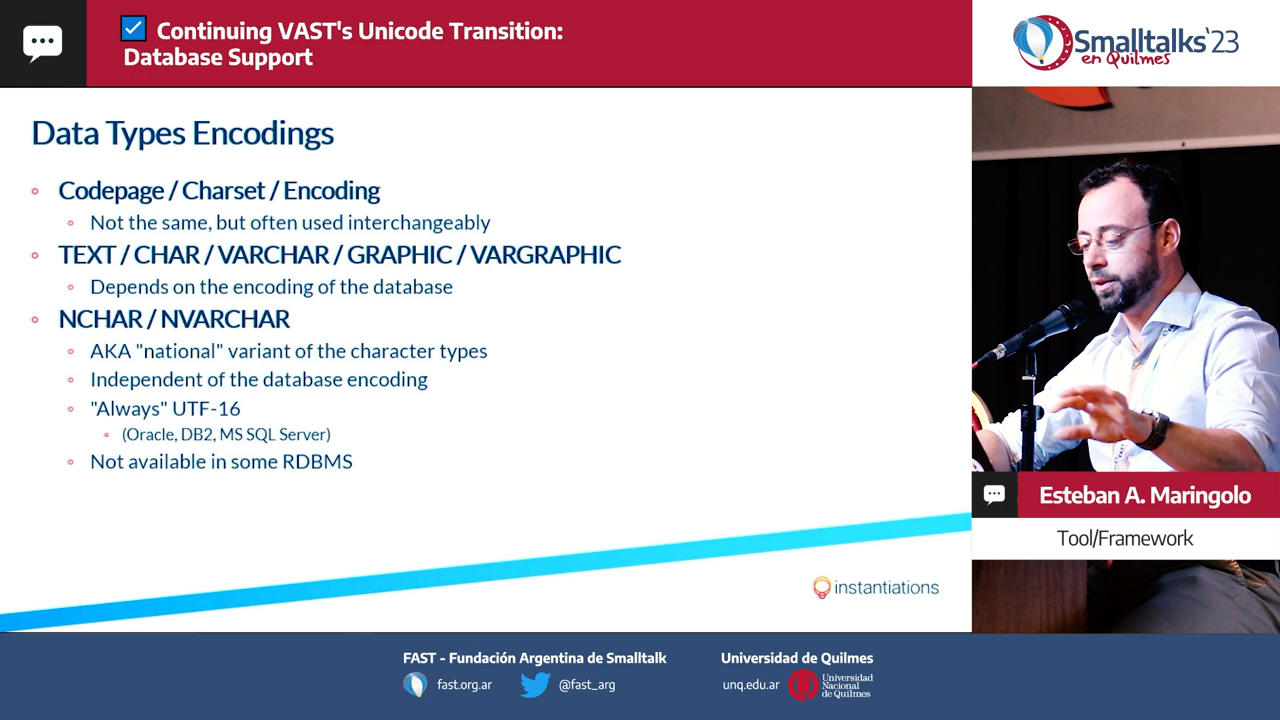 Continuing VAST's Unicode Transition:
Database Support
Smalltalks'23
en Quilmes
Data Types Encodings
Codepage / Charset / Encoding
Not the same, but often used interchangeably
TEXT / CHAR / VARCHAR / GRAPHIC / VARGRAPHIC
Depends on the encoding of the database
NCHAR / NVARCHAR
AKA "national" variant of the character types
Independent of the database encoding
"Always" UTF-16
(Oracle, DB2, MS SQL Server)
Not available in some RDBMS
instantiations
Esteban A. Maringolo
Tool/Framework
FAST - Fundación Argentina de Smalltalk
fast.org.ar
@fast_arg
Universidad de Quilmes
unq.edu.ar
Universidad
Nacional
de Quilmes